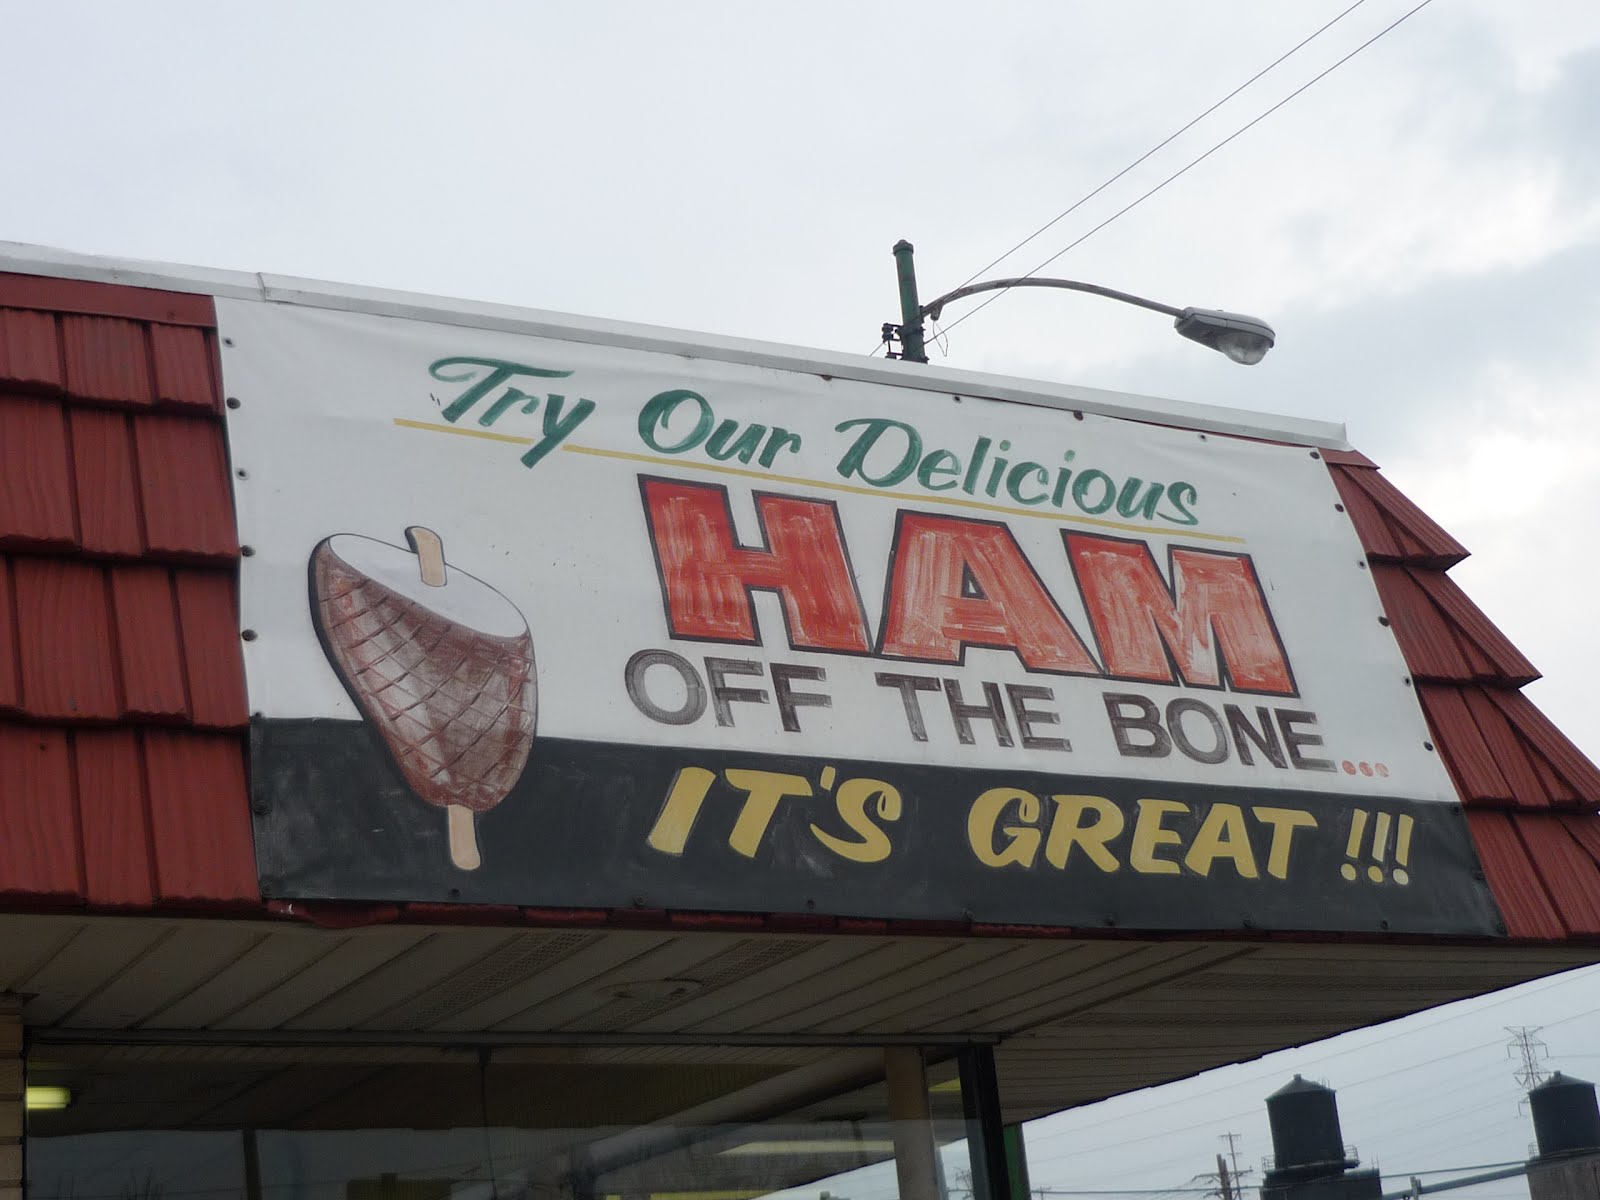 Try Our Delicious
HAM
OFF THE BONE...
IT'S GREAT !!!